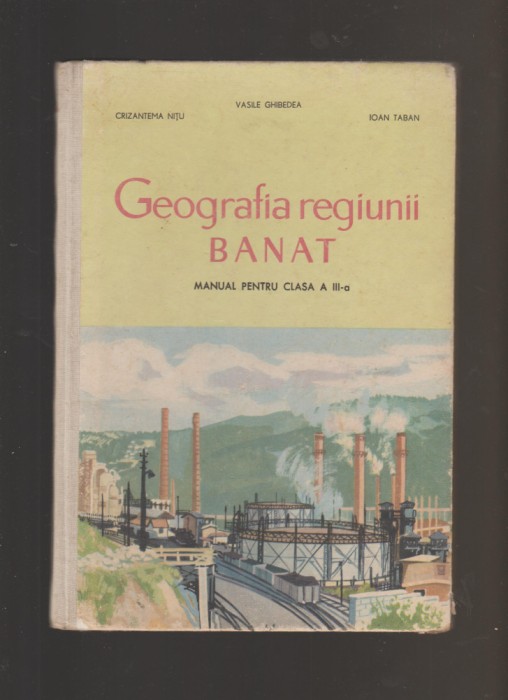 VASILE GHIBEDEA
CRIZANTEMA NIȚU IOAN TABAN
Geografia regiunii
BANAT
MANUAL PENTRU CLASA A III-a